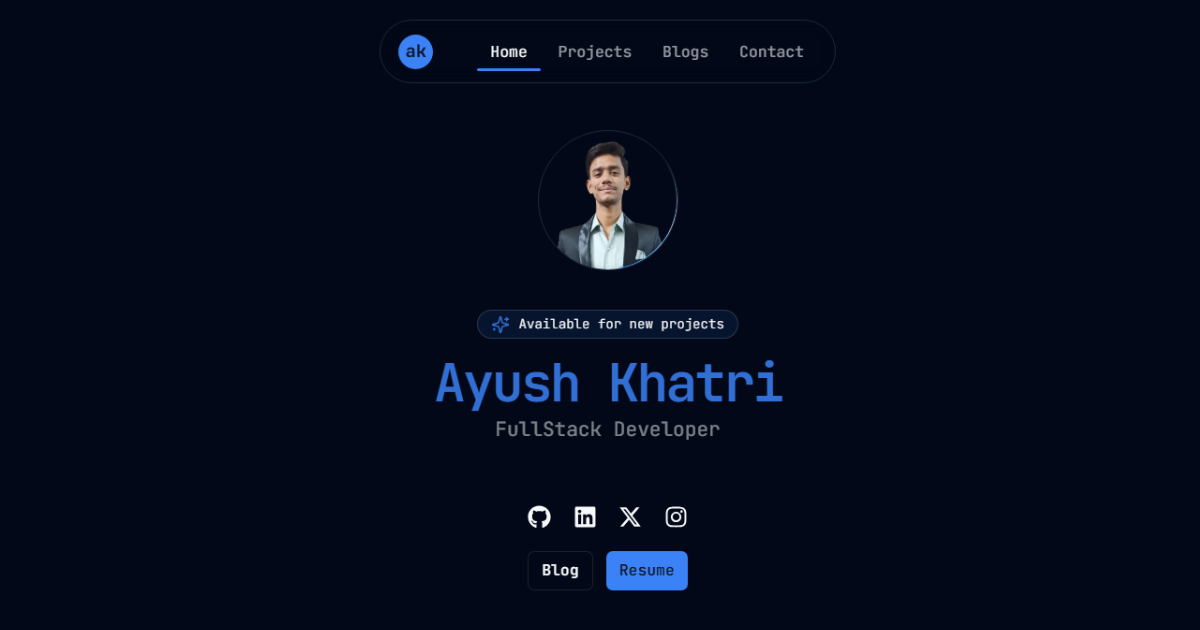 ak Home Projects Blogs Contact
Available for new projects
Ayush Khatri
FullStack Developer
Blog Resume